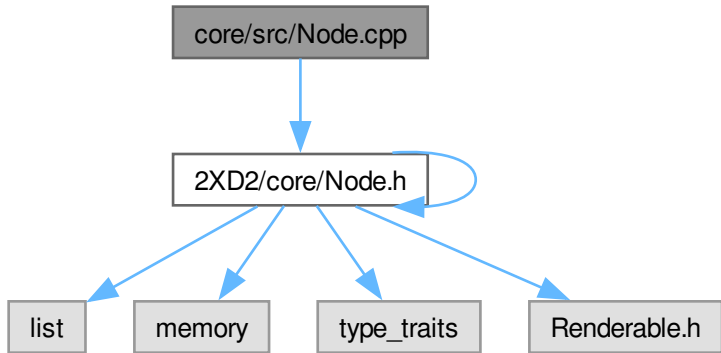 core/src/Node.cpp
2XD2/core/Node.h
list
memory
type_traits
Renderable.h